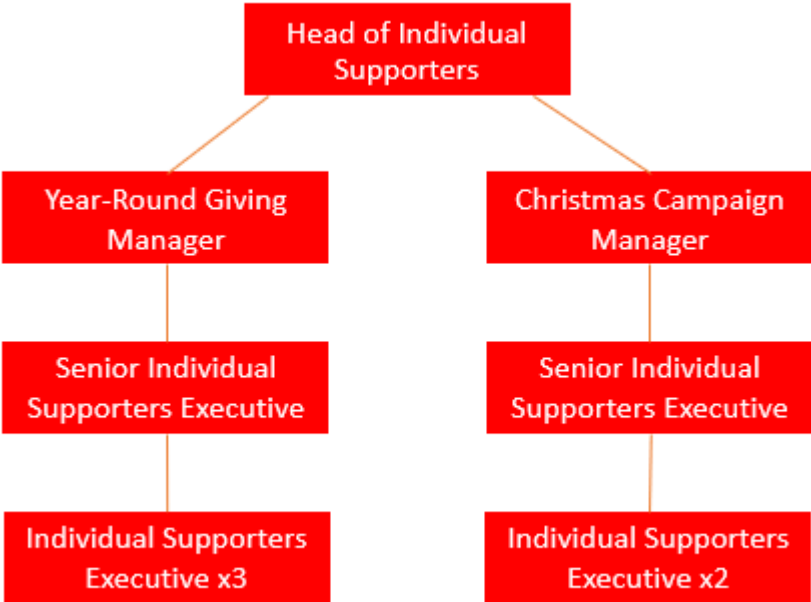 Head of Individual
Supporters
Year-Round Giving
Manager
Christmas Campaign
Manager
Senior Individual
Supporters Executive
Senior Individual
Supporters Executive
Individual Supporters
Executive x3
Individual Supporters
Executive x2